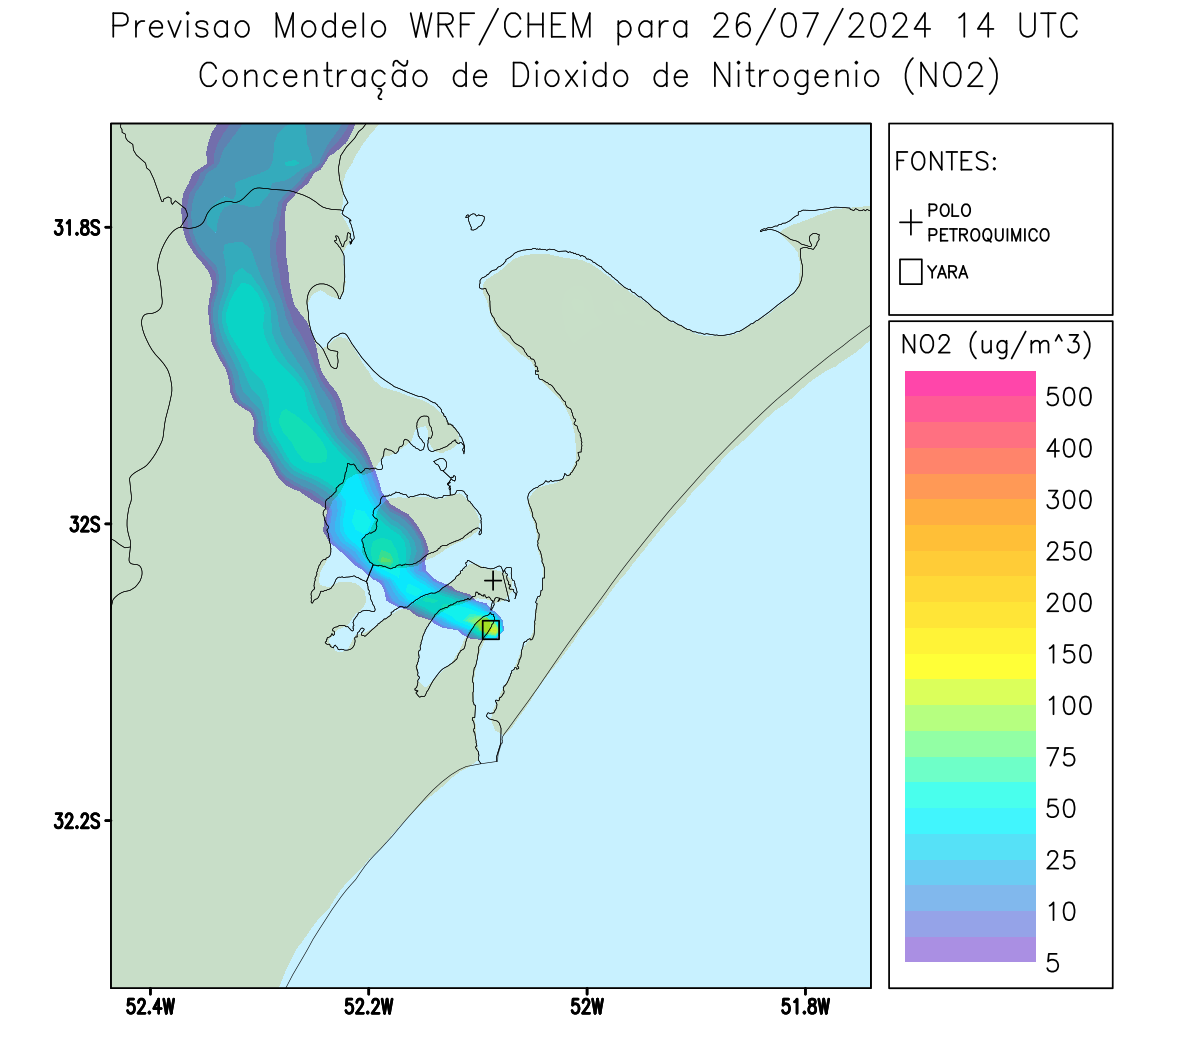 Previsao Modelo WRF/CHEM para 26/07/2024 14 UTC
Concentração de Dioxido de Nitrogenio (NO2)
FONTES:
POLO
PETROQUIMICO
YARA
NO2 (ug/m^3)
500
400
300
250
200
150
100
75
50
25
10
5
31.8S
32S
32.2S
52.4W
52.2W
52W
51.8W